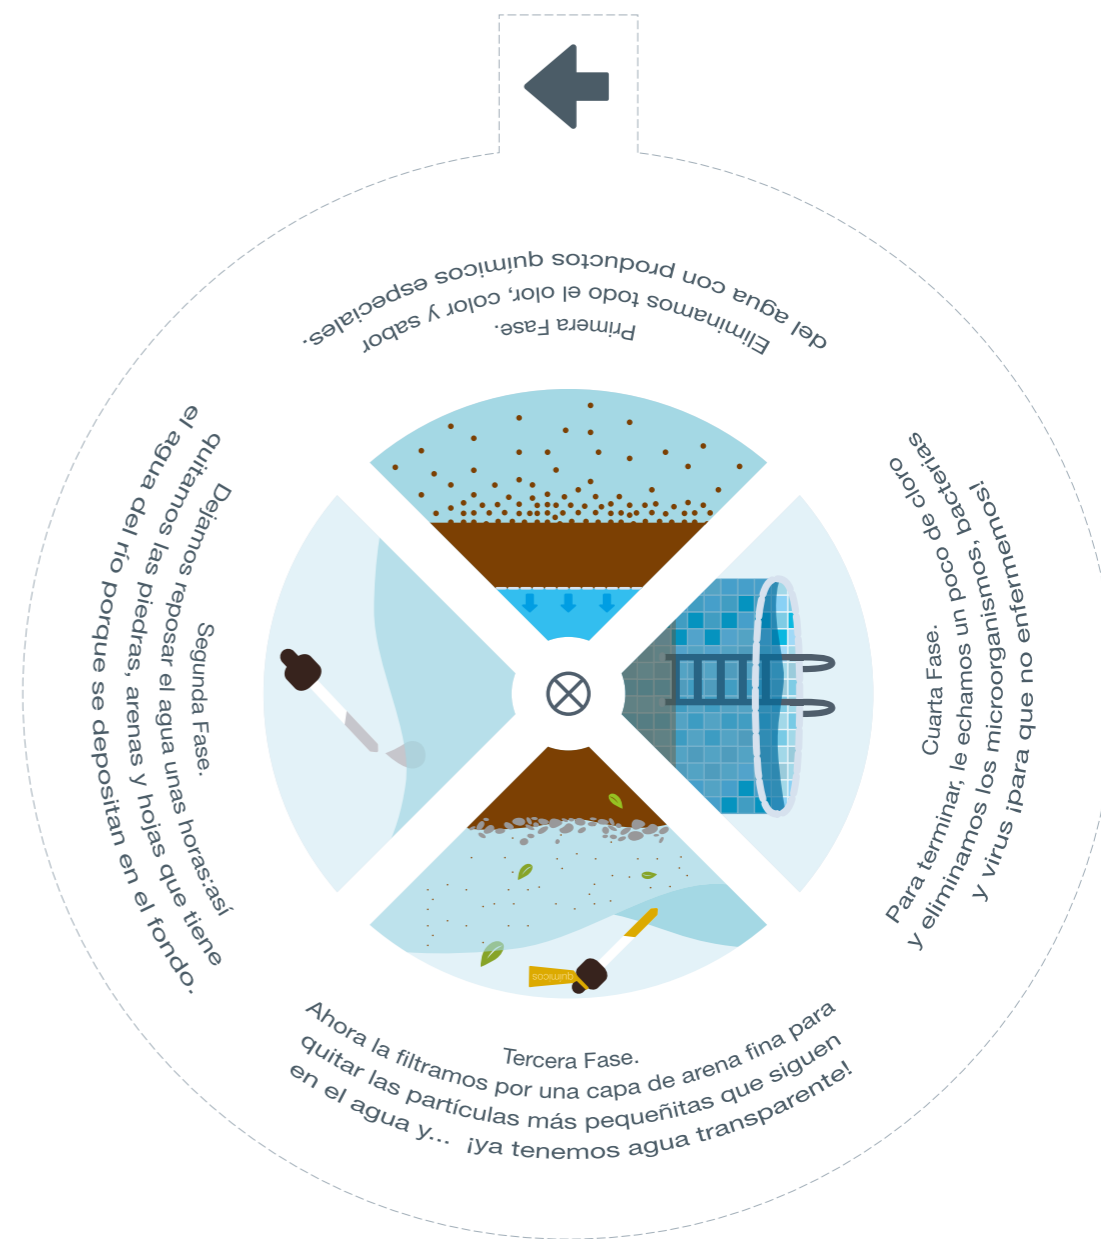 Primera Fase.
Eliminamos todo el olor, color y sabor
del agua con productos químicos especiales.
Segunda Fase.
Dejamos reposar el agua unas horas:así
quitamos las piedras, arenas y hojas que tiene
el agua del río porque se depositan en el fondo.
Tercera Fase.
Ahora la filtramos por una capa de arena fina para
quitar las partículas más pequeñitas que siguen
en el agua y... ¡ya tenemos agua transparente!
Cuarta Fase.
Para terminar, le echamos un poco de cloro
y eliminamos los microorganismos, bacterias
y virus ¡para que no enfermemos!
químicos